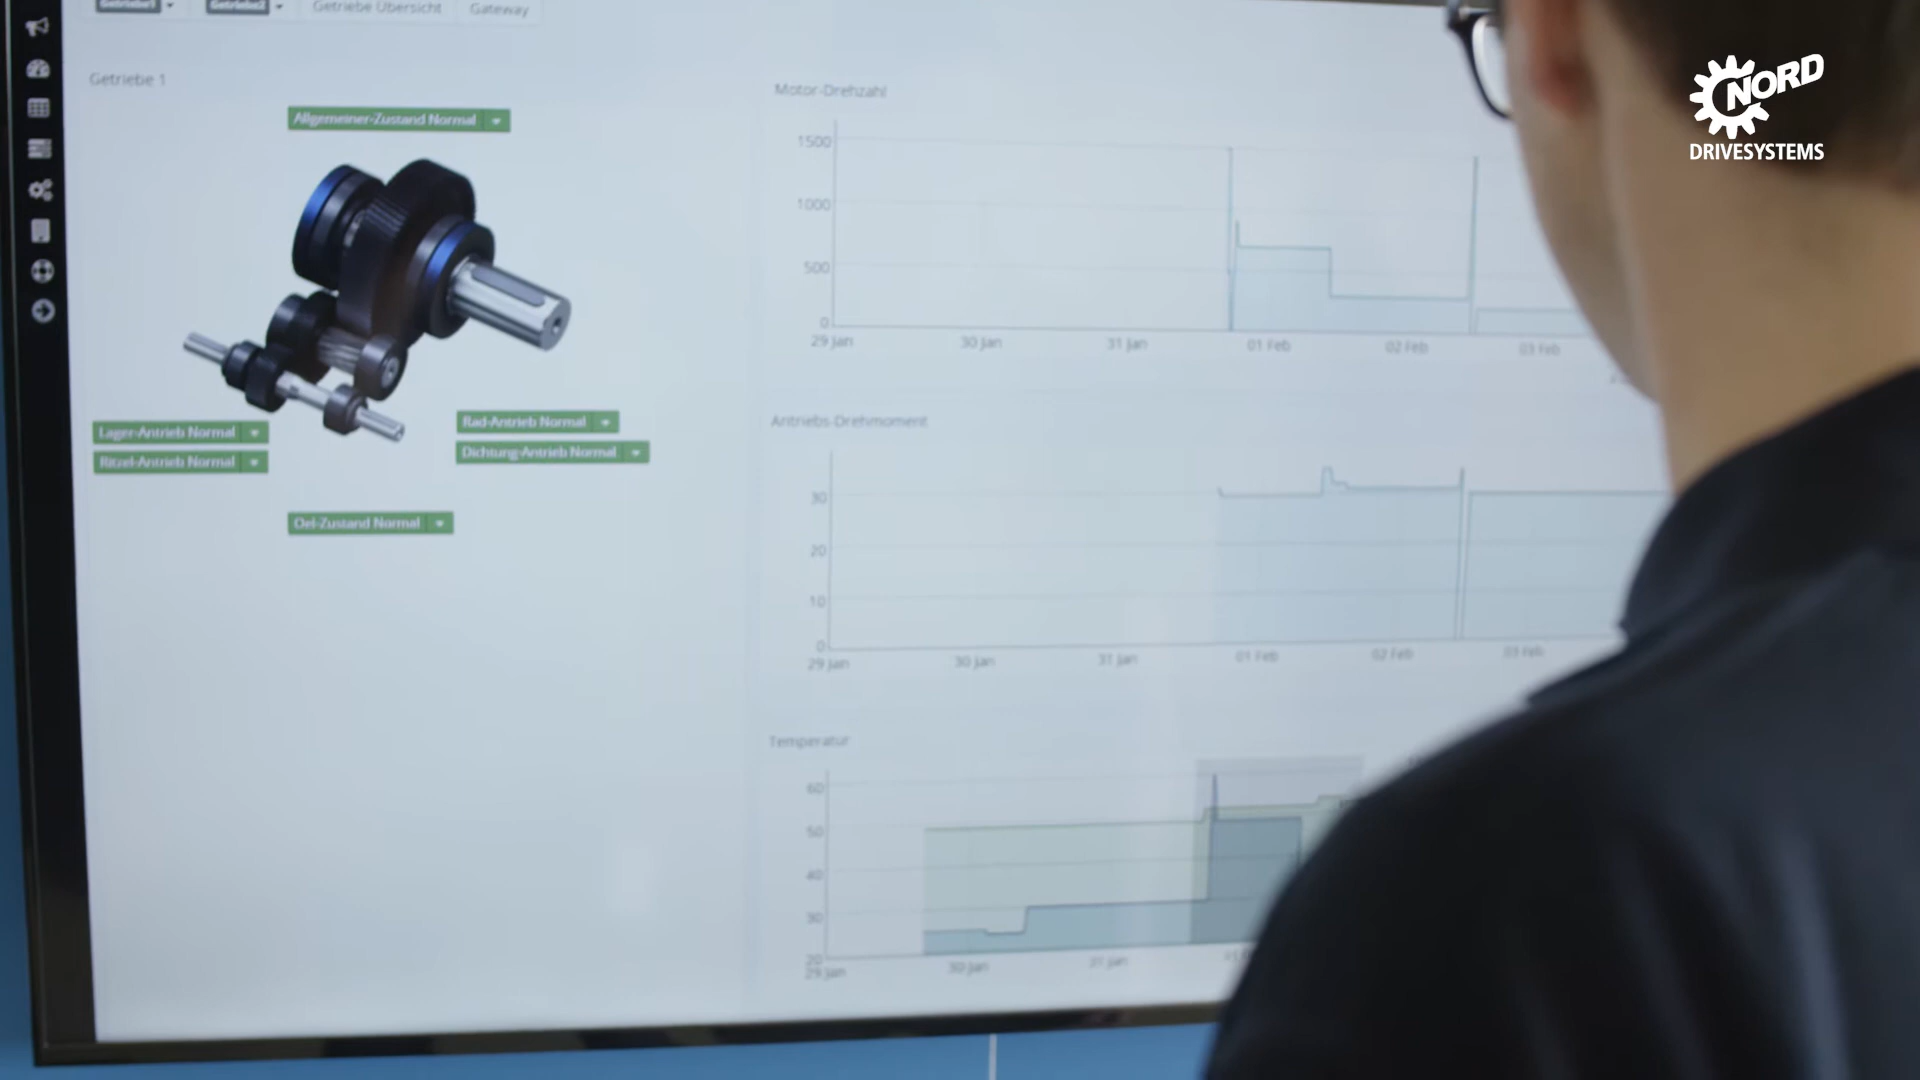 Getriebe1
Getriebe2
Getriebe Übersicht
Gateway
Getriebe 1
Allgemeiner-Zustand Normal
Lager-Antrieb Normal
Ritzel-Antrieb Normal
Rad-Antrieb Normal
Dichtung-Antrieb Normal
Oel-Zustand Normal
Motor-Drehzahl
1500
1000
500
0
29 Jan
30 Jan
31 Jan
01 Feb
02 Feb
03 Feb
Antriebs-Drehmoment
30
20
10
0
29 Jan
30 Jan
31 Jan
01 Feb
02 Feb
03 Feb
Temperatur
60
50
40
30
20
29 Jan
30 Jan
31 Jan
NORD
DRIVESYSTEMS